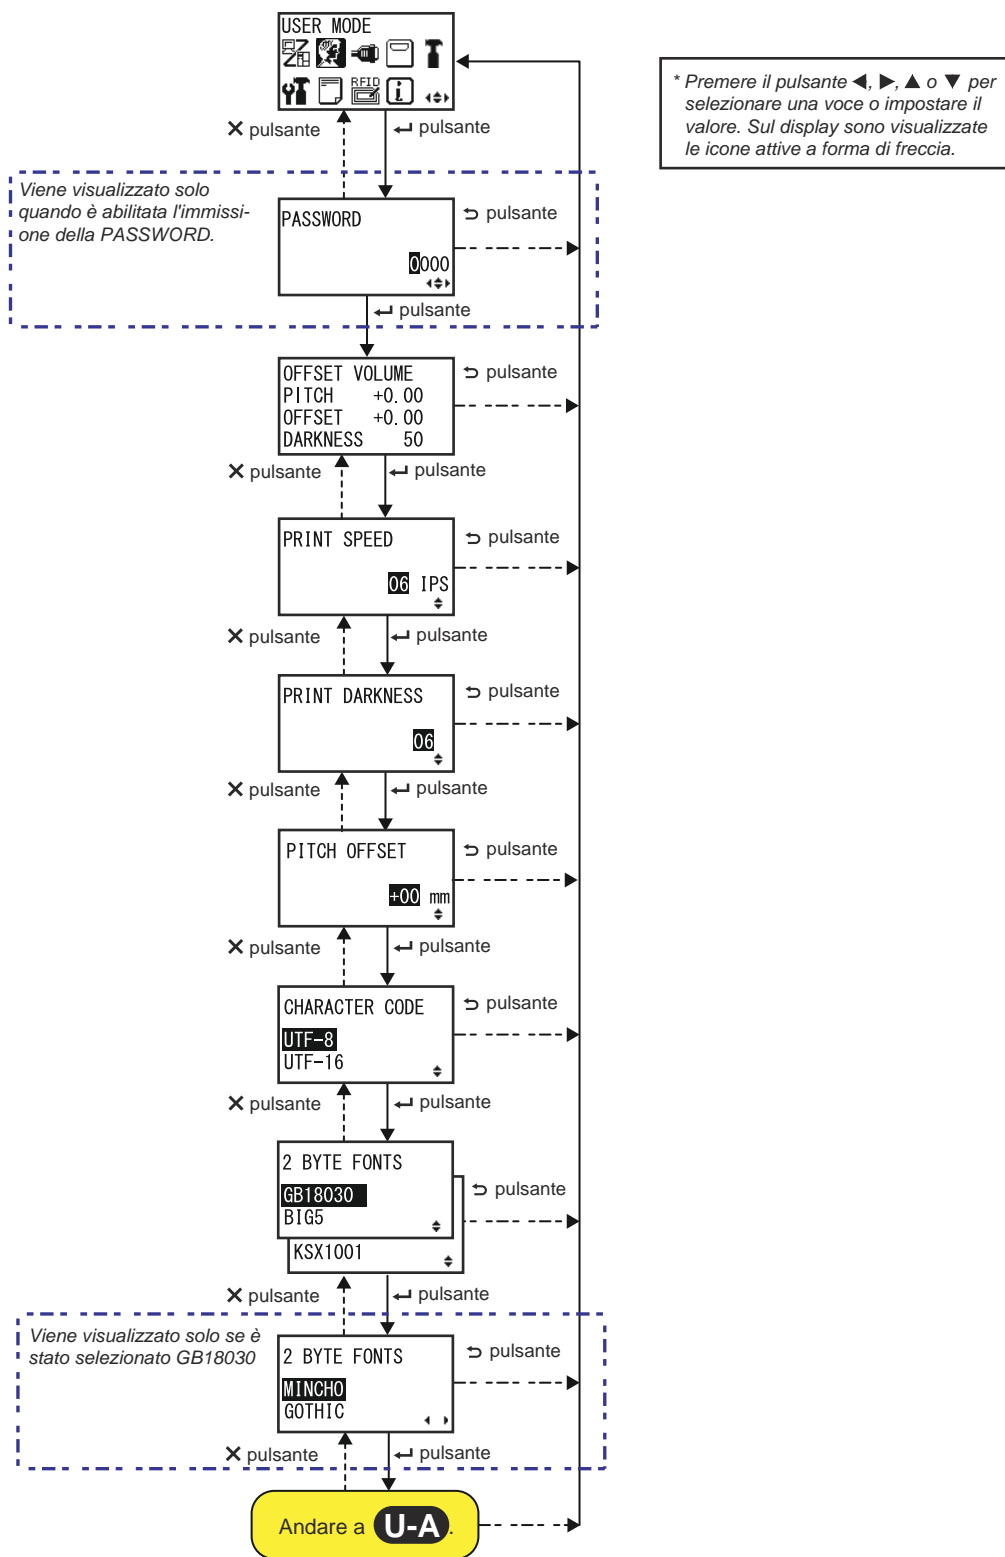 USER MODE
RFID
* Premere il pulsante ◀, ▶, ▲ o ▼ per
selezionare una voce o impostare il
valore. Sul display sono visualizzate
le icone attive a forma di freccia.
✕ pulsante
↵ pulsante
Viene visualizzato solo
quando è abilitata l'immissi-
one della PASSWORD.
PASSWORD
0000
⮌ pulsante
↵ pulsante
OFFSET VOLUME
PITCH +0.00
OFFSET +0.00
DARKNESS 50
⮌ pulsante
✕ pulsante
↵ pulsante
PRINT SPEED
06 IPS
⮌ pulsante
✕ pulsante
↵ pulsante
PRINT DARKNESS
06
⮌ pulsante
✕ pulsante
↵ pulsante
PITCH OFFSET
+00 mm
⮌ pulsante
✕ pulsante
↵ pulsante
CHARACTER CODE
UTF-8
UTF-16
⮌ pulsante
✕ pulsante
↵ pulsante
2 BYTE FONTS
GB18030
BIG5
KSX1001
⮌ pulsante
✕ pulsante
↵ pulsante
Viene visualizzato solo se è
stato selezionato GB18030
2 BYTE FONTS
MINCHO
GOTHIC
⮌ pulsante
✕ pulsante
↵ pulsante
Andare a U-A.